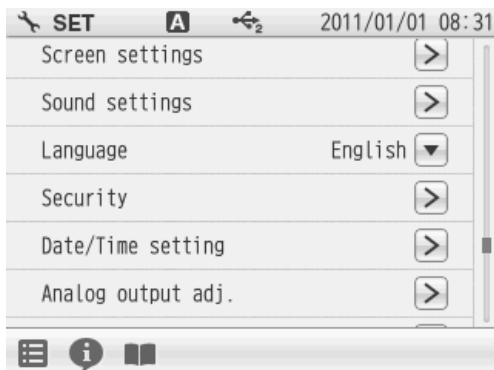 SET A 2 2011/01/01 08:31
Screen settings
Sound settings
Language English
Security
Date/Time setting
Analog output adj.